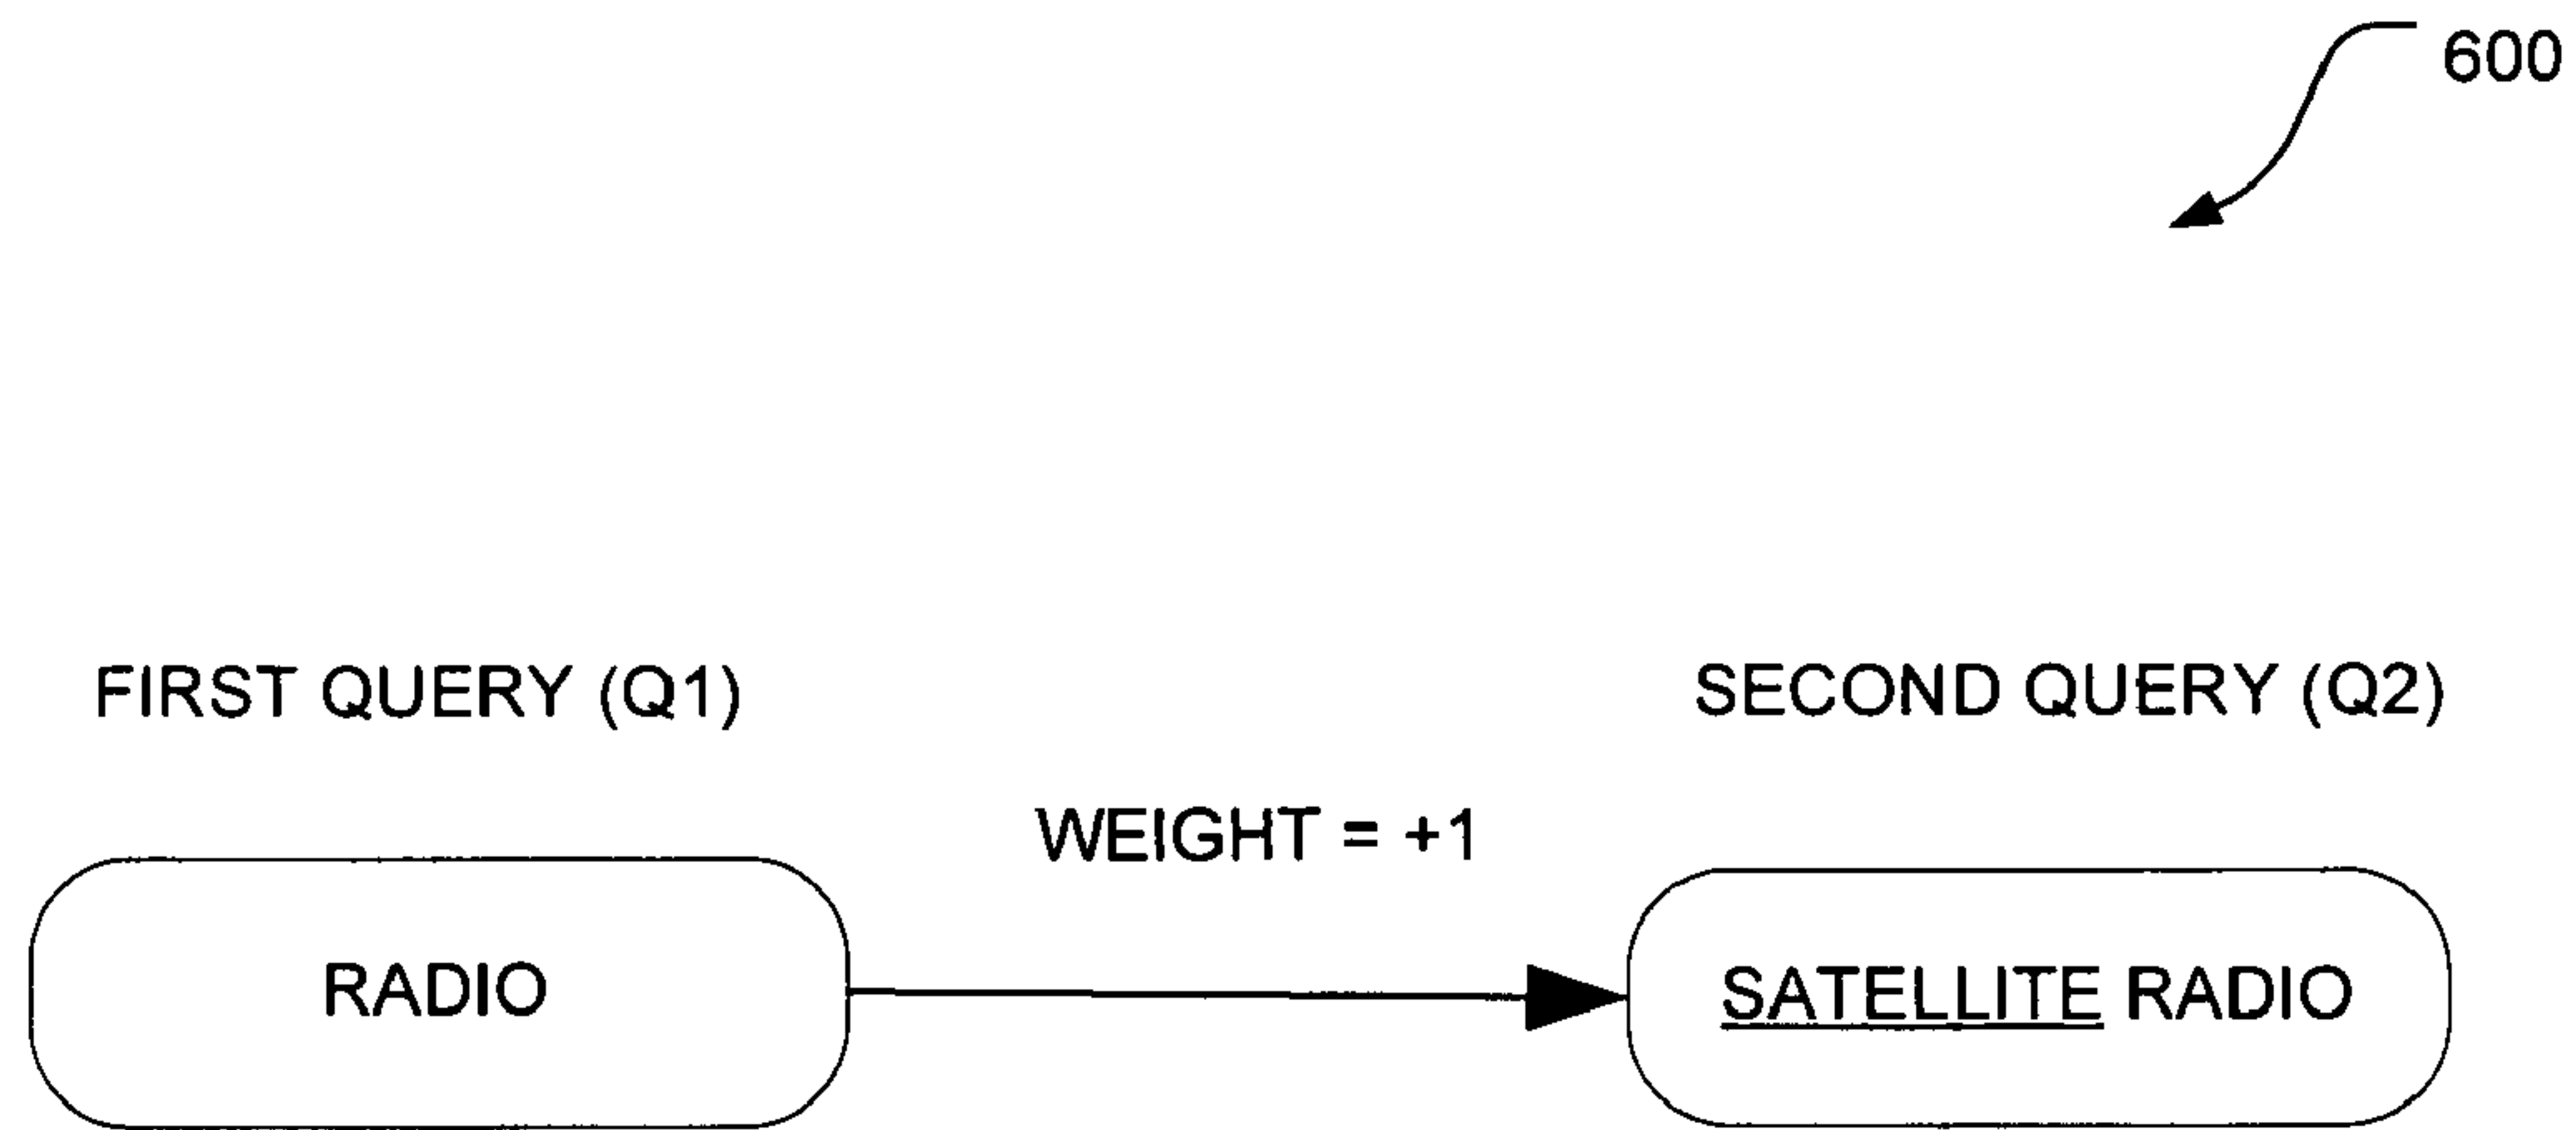 600
FIRST QUERY (Q1)
SECOND QUERY (Q2)
WEIGHT = +1
RADIO
SATELLITE RADIO